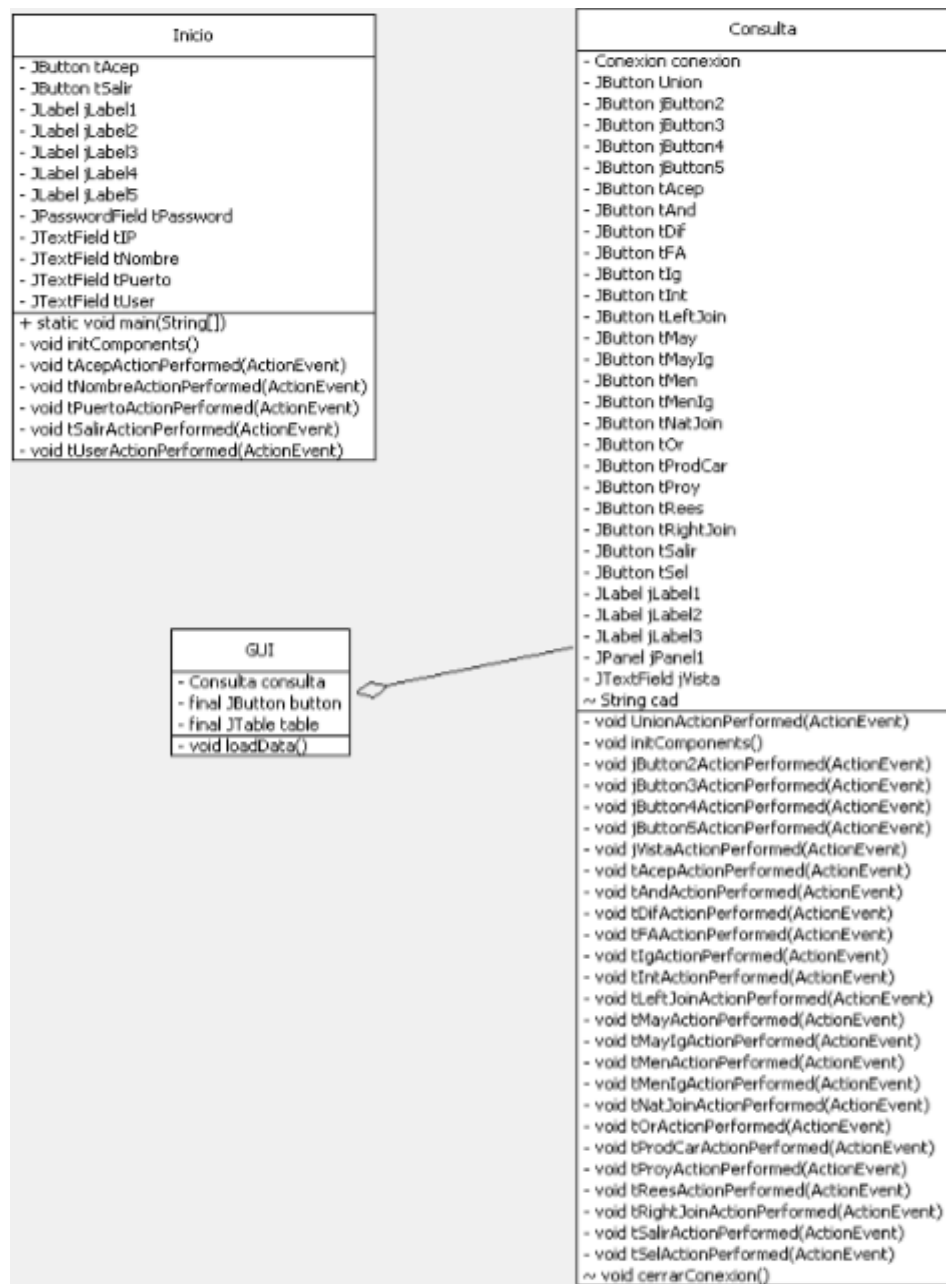 Inicio
- JButton tAcep
- JButton tSalir
- JLabel jLabel1
- JLabel jLabel2
- JLabel jLabel3
- JLabel jLabel4
- JLabel jLabel5
- JPasswordField tPassword
- JTextField tIP
- JTextField tNombre
- JTextField tPuerto
- JTextField tUser
+ static void main(String[])
- void initComponents()
- void tAcepActionPerformed(ActionEvent)
- void tNombreActionPerformed(ActionEvent)
- void tPuertoActionPerformed(ActionEvent)
- void tSalirActionPerformed(ActionEvent)
- void tUserActionPerformed(ActionEvent)
GUI
- Consulta consulta
- final JButton button
- final JTable table
- void loadData()
Consulta
- Conexion conexion
- JButton Union
- JButton jButton2
- JButton jButton3
- JButton jButton4
- JButton jButton5
- JButton tAcep
- JButton tAnd
- JButton tDif
- JButton tFA
- JButton tIg
- JButton tInt
- JButton tLeftJoin
- JButton tMay
- JButton tMayIg
- JButton tMen
- JButton tMenIg
- JButton tNatJoin
- JButton tOr
- JButton tProdCar
- JButton tProy
- JButton tRees
- JButton tRightJoin
- JButton tSalir
- JButton tSel
- JLabel jLabel1
- JLabel jLabel2
- JLabel jLabel3
- JPanel jPanel1
- JTextField jVista
~ String cad
- void UnionActionPerformed(ActionEvent)
- void initComponents()
- void jButton2ActionPerformed(ActionEvent)
- void jButton3ActionPerformed(ActionEvent)
- void jButton4ActionPerformed(ActionEvent)
- void jButton5ActionPerformed(ActionEvent)
- void jVistaActionPerformed(ActionEvent)
- void tAcepActionPerformed(ActionEvent)
- void tAndActionPerformed(ActionEvent)
- void tDifActionPerformed(ActionEvent)
- void tFAActionPerformed(ActionEvent)
- void tIgActionPerformed(ActionEvent)
- void tIntActionPerformed(ActionEvent)
- void tLeftJoinActionPerformed(ActionEvent)
- void tMayActionPerformed(ActionEvent)
- void tMayIgActionPerformed(ActionEvent)
- void tMenActionPerformed(ActionEvent)
- void tMenIgActionPerformed(ActionEvent)
- void tNatJoinActionPerformed(ActionEvent)
- void tOrActionPerformed(ActionEvent)
- void tProdCarActionPerformed(ActionEvent)
- void tProyActionPerformed(ActionEvent)
- void tReesActionPerformed(ActionEvent)
- void tRightJoinActionPerformed(ActionEvent)
- void tSalirActionPerformed(ActionEvent)
- void tSelActionPerformed(ActionEvent)
~ void cerrarConexion()